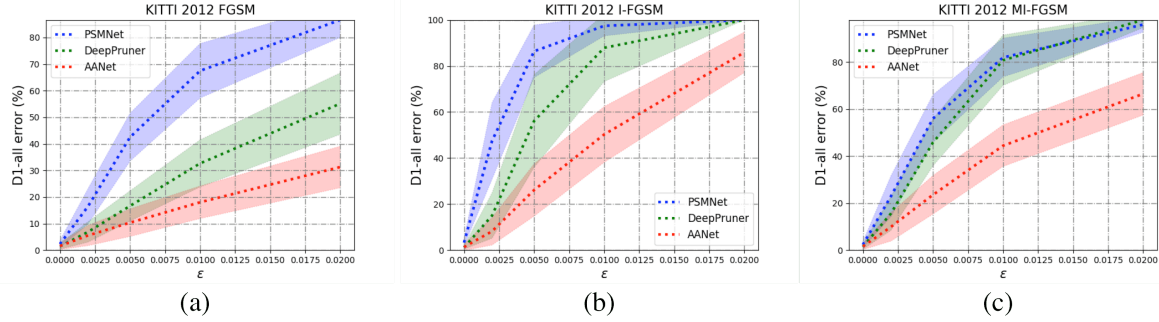 KITTI 2012 FGSM
D1-all error (%)
80
70
60
50
40
30
20
10
0
PSMNet
DeepPruner
AANet
0.0000 0.0025 0.0050 0.0075 0.0100 0.0125 0.0150 0.0175 0.0200
ε
(a)
KITTI 2012 I-FGSM
D1-all error (%)
100
80
60
40
20
0
PSMNet
DeepPruner
AANet
0.0000 0.0025 0.0050 0.0075 0.0100 0.0125 0.0150 0.0175 0.0200
ε
(b)
KITTI 2012 MI-FGSM
D1-all error (%)
80
60
40
20
0
PSMNet
DeepPruner
AANet
0.0000 0.0025 0.0050 0.0075 0.0100 0.0125 0.0150 0.0175 0.0200
ε
(c)